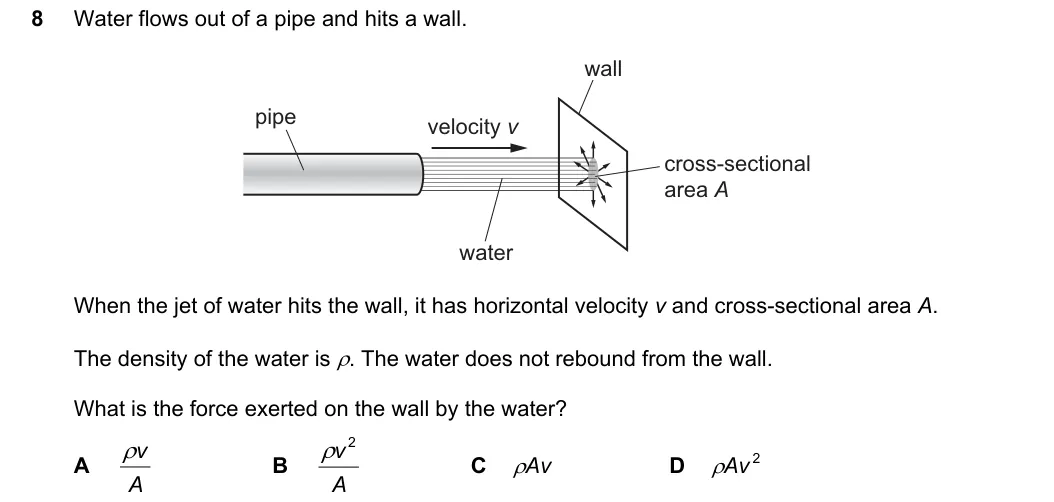 8 Water flows out of a pipe and hits a wall.
wall
pipe
velocity v
cross-sectional
area A
water
When the jet of water hits the wall, it has horizontal velocity v and cross-sectional area A.
The density of the water is ρ. The water does not rebound from the wall.
What is the force exerted on the wall by the water?
A ρv/A B ρv²/A C ρAv D ρAv²